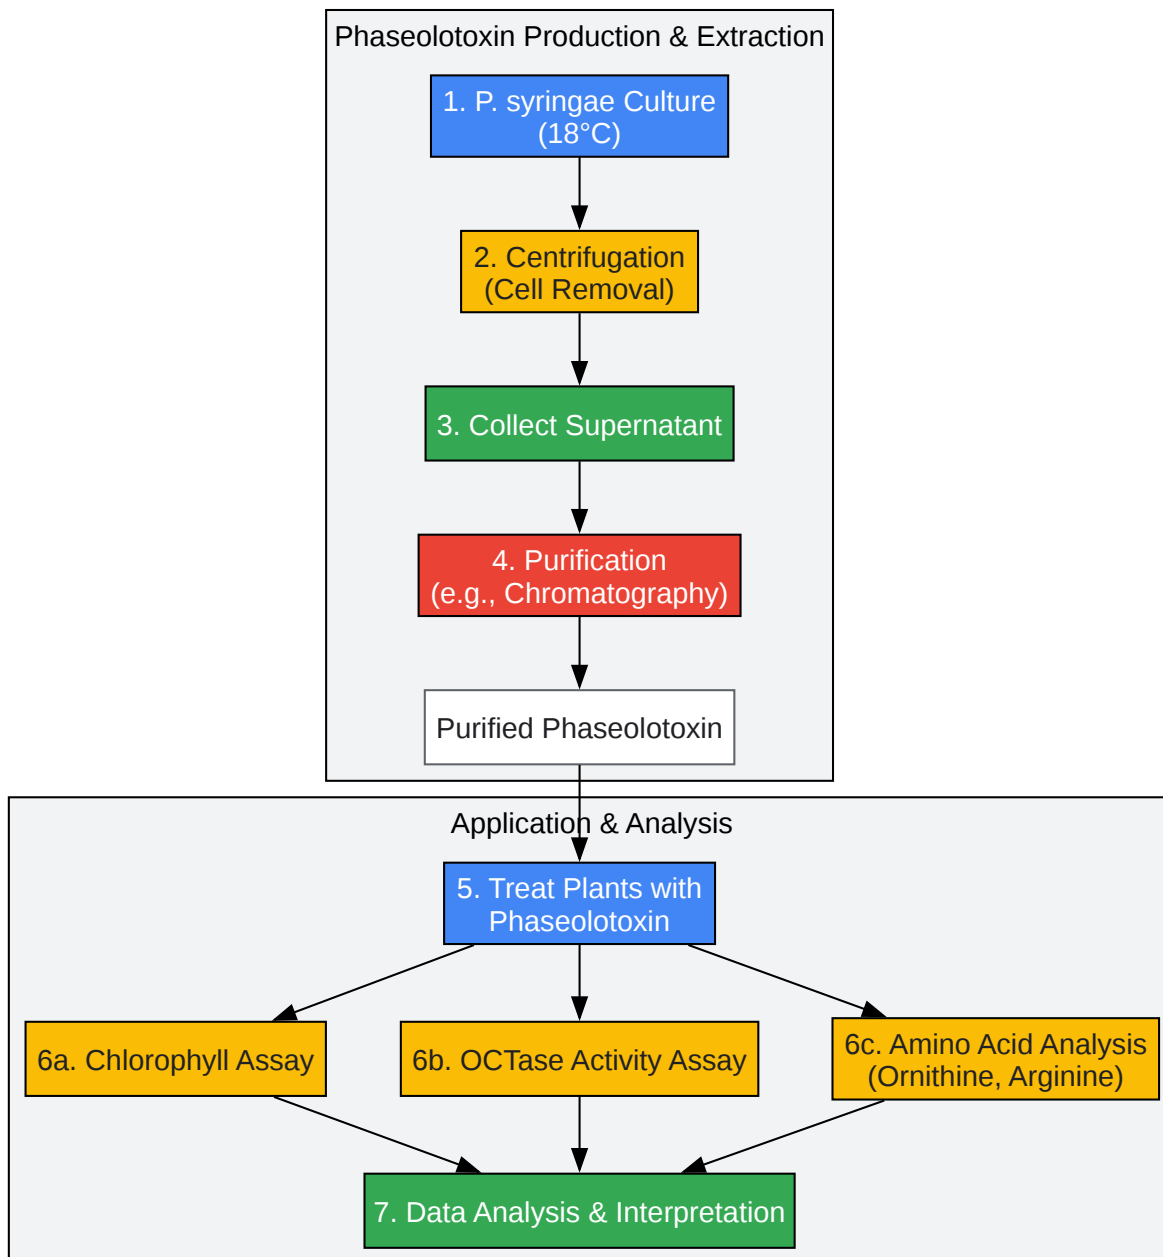 Phaseolotoxin Production & Extraction
1. P. syringae Culture
(18°C)
2. Centrifugation
(Cell Removal)
3. Collect Supernatant
4. Purification
(e.g., Chromatography)
Purified Phaseolotoxin
Application & Analysis
5. Treat Plants with
Phaseolotoxin
6a. Chlorophyll Assay
6b. OCTase Activity Assay
6c. Amino Acid Analysis
(Ornithine, Arginine)
7. Data Analysis & Interpretation